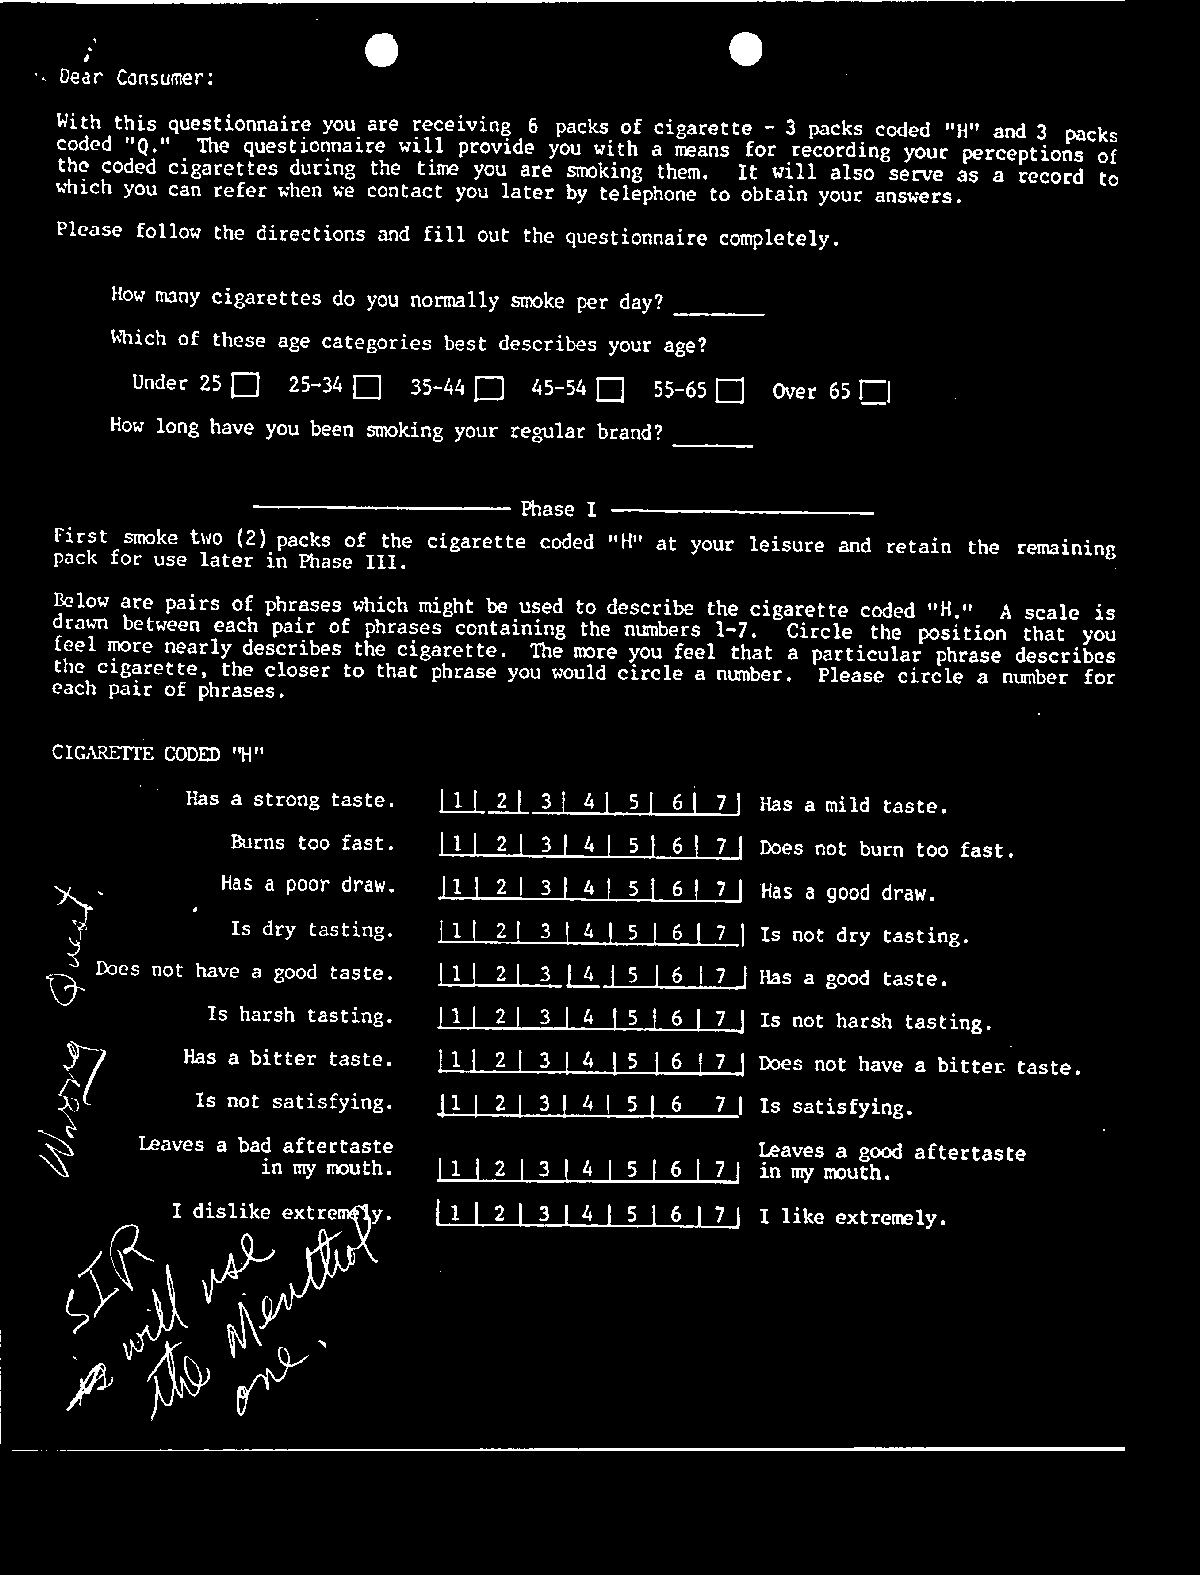 Dear Consumer:
With this questionnaire you are receiving 6 packs of cigarette - 3 packs coded "H" and 3 packs
coded "Q." The questionnaire will provide you with a means for recording your perceptions of
the coded cigarettes during the time you are smoking them. It will also serve as a record to
which you can refer when we contact you later by telephone to obtain your answers.
Please follow the directions and fill out the questionnaire completely.
How many cigarettes do you normally smoke per day? ______
Which of these age categories best describes your age?
Under 25 □ 25-34 □ 35-44 □ 45-54 □ 55-65 □ Over 65 □
How long have you been smoking your regular brand? ______
Phase I
First smoke two (2) packs of the cigarette coded "H" at your leisure and retain the remaining
pack for use later in Phase III.
Below are pairs of phrases which might be used to describe the cigarette coded "H." A scale is
drawn between each pair of phrases containing the numbers 1-7. Circle the position that you
feel more nearly describes the cigarette. The more you feel that a particular phrase describes
the cigarette, the closer to that phrase you would circle a number. Please circle a number for
each pair of phrases.
CIGARETTE CODED "H"
Has a strong taste. |1| 2| 3| 4| 5| 6| 7| Has a mild taste.
Burns too fast. |1| 2| 3| 4| 5| 6| 7| Does not burn too fast.
Has a poor draw. |1| 2| 3| 4| 5| 6| 7| Has a good draw.
Is dry tasting. |1| 2| 3| 4| 5| 6| 7| Is not dry tasting.
Does not have a good taste. |1| 2| 3| 4| 5| 6| 7| Has a good taste.
Is harsh tasting. |1| 2| 3| 4| 5| 6| 7| Is not harsh tasting.
Has a bitter taste. |1| 2| 3| 4| 5| 6| 7| Does not have a bitter taste.
Is not satisfying. |1| 2| 3| 4| 5| 6 7| Is satisfying.
Leaves a bad aftertaste
in my mouth. |1| 2| 3| 4| 5| 6| 7| Leaves a good aftertaste
in my mouth.
I dislike extremely. |1| 2| 3| 4| 5| 6| 7| I like extremely.
Wrong Quest.
SIR
will use
the Menthol
one.